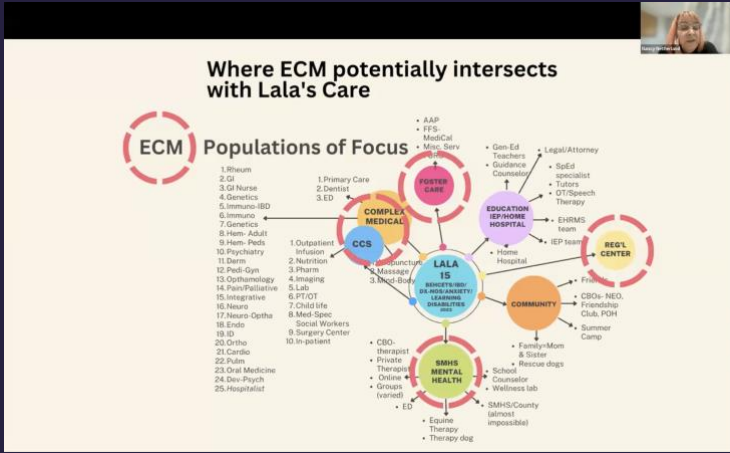 Nancy Netherland
Where ECM potentially intersects
with Lala's Care
ECM
Populations of Focus
1.Rheum
2.GI
3.GI Nurse
4.Genetics
5.Immuno-IBD
6.Immuno
7.Genetics
8.Hem- Adult
9.Hem- Peds
10.Psychiatry
11.Derm
12.Pedi-Gyn
13.Opthomology
14.Pain/Palliative
15.Integrative
16.Neuro
17.Neuro-Optha
18.Endo
19.ID
20.Ortho
21.Cardio
22.Pulm
23.Oral Medicine
24.Dev-Psych
25.Hospitalist
1.Primary Care
2.Dentist
3.ED
COMPLEX
MEDICAL
CCS
1.Outpatient
Infusion
2.Nutrition
3.Pharm
4.Imaging
5.Lab
6.PT/OT
7.Child life
8.Med-Spec
Social Workers
9.Surgery Center
10.In-patient
2.Massage
3.Mind-Body
• AAP
• FFS-
MediCal
• Misc. Serv
FOSTER
CARE
LALA
15
BEHCETS/IBD/
DX-NOS/ANXIETY/
LEARNING
DISABILITIES
• Gen-Ed
Teachers
• Guidance
Counselor
EDUCATION
IEP/HOME
HOSPITAL
• Home
Hospital
• Legal/Attorney
• SpEd
specialist
• Tutors
• OT/Speech
Therapy
• EHRMS
team
• IEP team
REG'L
CENTER
COMMUNITY
• CBOs- NEO,
Friendship
Club, POH
• Summer
Camp
• Family=Mom
& Sister
• Rescue dogs
• CBO-
therapist
• Private
Therapist
• Online
• Groups
(varied)
• ED
SMHS
MENTAL
HEALTH
• School
Counselor
• Wellness lab
• SMHS/County
(almost
impossible)
• Equine
Therapy
• Therapy dog